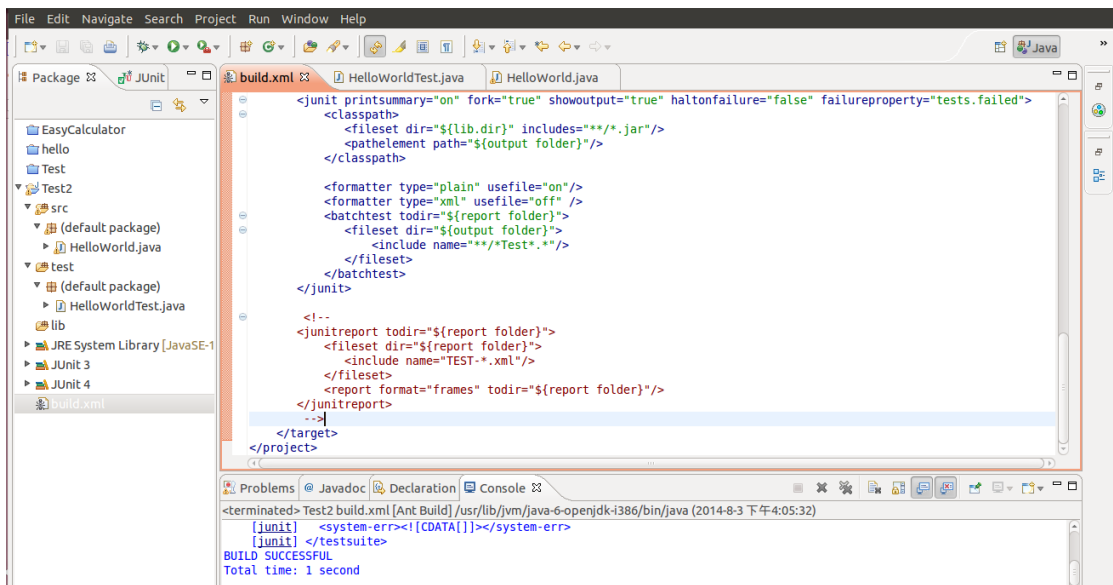 File Edit Navigate Search Project Run Window Help
Java
Package
JUnit
EasyCalculator
hello
Test
Test2
src
(default package)
HelloWorld.java
test
(default package)
HelloWorldTest.java
lib
JRE System Library [JavaSE-1
JUnit 3
JUnit 4
build.xml
build.xml
HelloWorldTest.java
HelloWorld.java
<junit printsummary="on" fork="true" showoutput="true" haltonfailure="false" failureproperty="tests.failed">
<classpath>
<fileset dir="${lib.dir}" includes="**/*.jar"/>
<pathelement path="${output folder}"/>
</classpath>
<formatter type="plain" usefile="on"/>
<formatter type="xml" usefile="off" />
<batchtest todir="${report folder}">
<fileset dir="${output folder}">
<include name="**/*Test*.*"/>
</fileset>
</batchtest>
</junit>
<!--
<junitreport todir="${report folder}">
<fileset dir="${report folder}">
<include name="TEST-*.xml"/>
</fileset>
<report format="frames" todir="${report folder}"/>
</junitreport>
-->
</target>
</project>
Problems @ Javadoc Declaration Console
<terminated> Test2 build.xml [Ant Build] /usr/lib/jvm/java-6-openjdk-i386/bin/java (2014-8-3 下午4:05:32)
[junit] <system-err><![CDATA[]]></system-err>
[junit] </testsuite>
BUILD SUCCESSFUL
Total time: 1 second